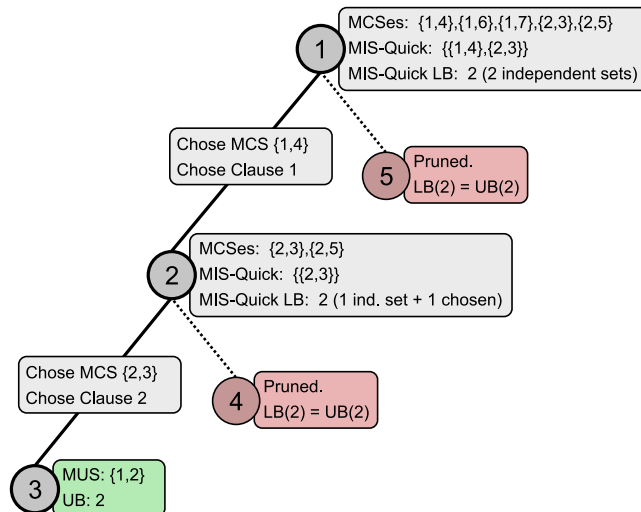 1
MCSes: {1,4},{1,6},{1,7},{2,3},{2,5}
MIS-Quick: {{1,4},{2,3}}
MIS-Quick LB: 2 (2 independent sets)
Chose MCS {1,4}
Chose Clause 1
5
Pruned.
LB(2) = UB(2)
2
MCSes: {2,3},{2,5}
MIS-Quick: {{2,3}}
MIS-Quick LB: 2 (1 ind. set + 1 chosen)
Chose MCS {2,3}
Chose Clause 2
4
Pruned.
LB(2) = UB(2)
3
MUS: {1,2}
UB: 2